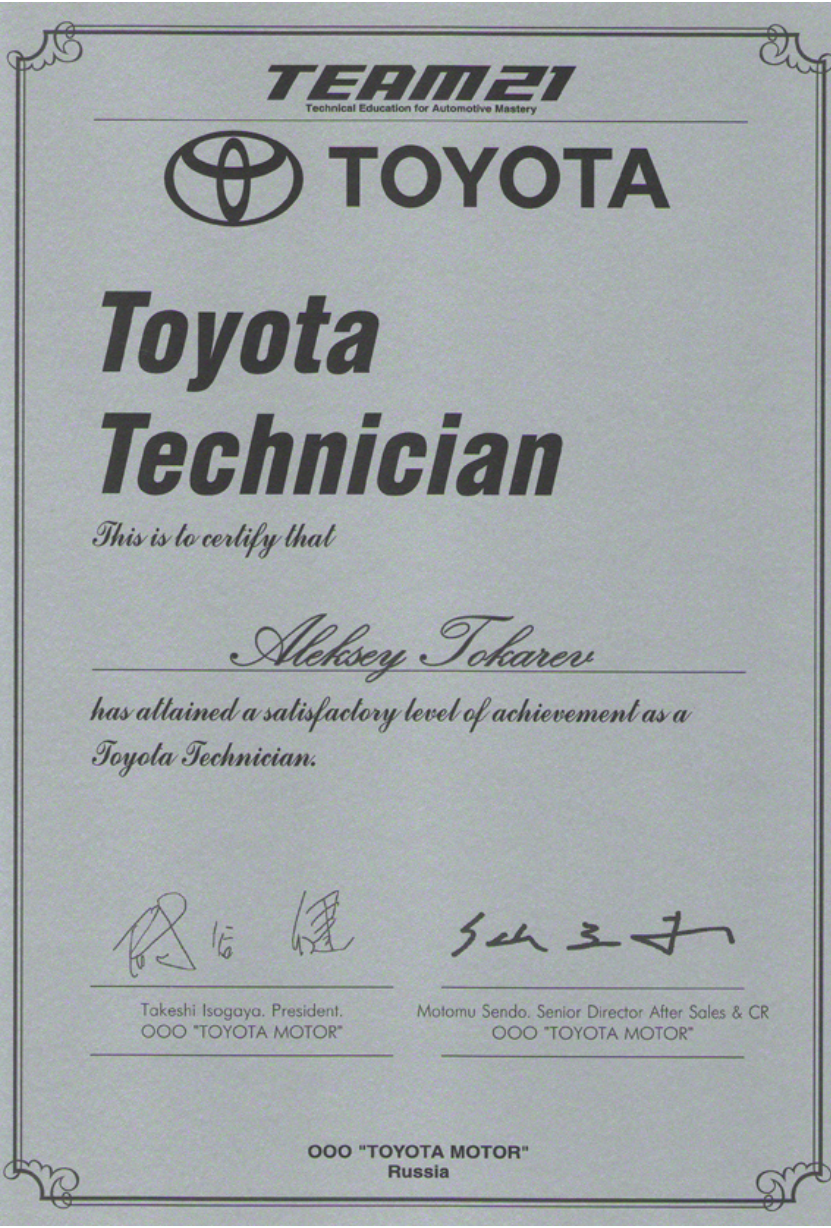 TEAM21
Technical Education for Automotive Mastery
TOYOTA
Toyota
Technician
This is to certify that
Aleksey Tokarev
has attained a satisfactory level of achievement as a
Toyota Technician.
Takeshi Isogaya. President.
OOO "TOYOTA MOTOR"
Motomu Sendo. Senior Director After Sales & CR
OOO "TOYOTA MOTOR"
OOO "TOYOTA MOTOR"
Russia